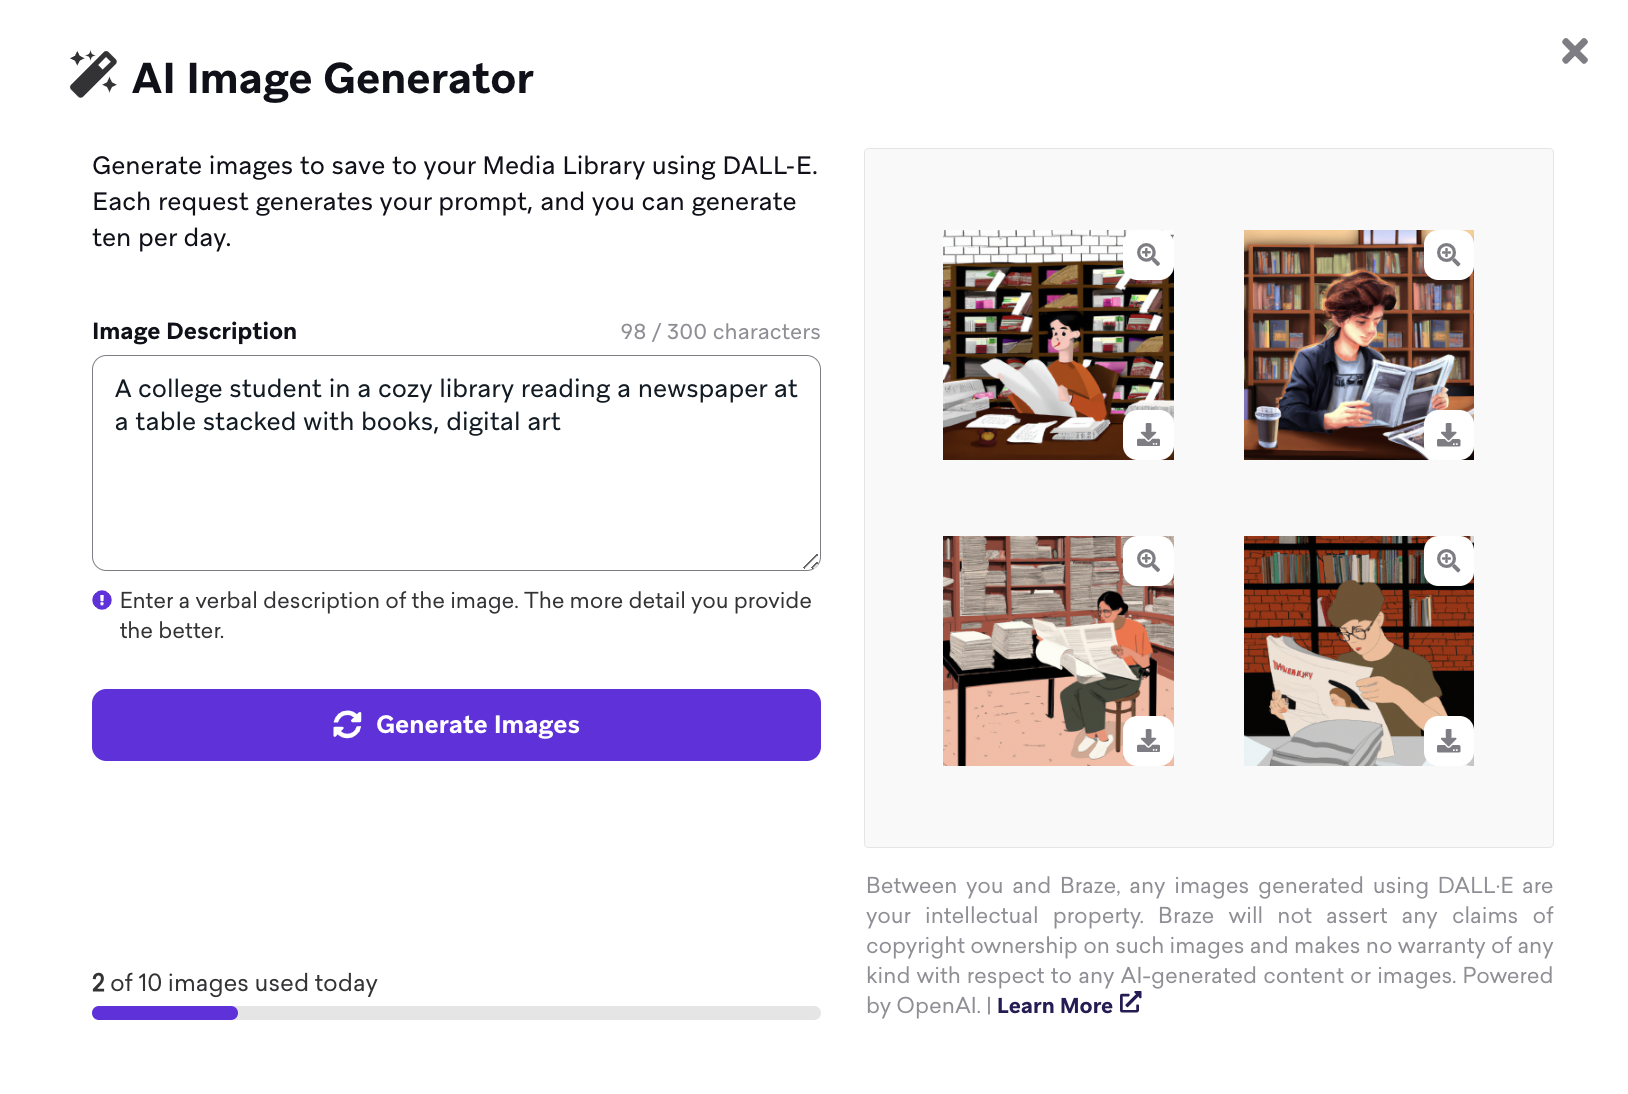 AI Image Generator
Generate images to save to your Media Library using DALL-E.
Each request generates your prompt, and you can generate
ten per day.
Image Description
98 / 300 characters
A college student in a cozy library reading a newspaper at
a table stacked with books, digital art
Enter a verbal description of the image. The more detail you provide
the better.
Generate Images
2 of 10 images used today
Between you and Braze, any images generated using DALL·E are
your intellectual property. Braze will not assert any claims of
copyright ownership on such images and makes no warranty of any
kind with respect to any AI-generated content or images. Powered
by OpenAI. | Learn More